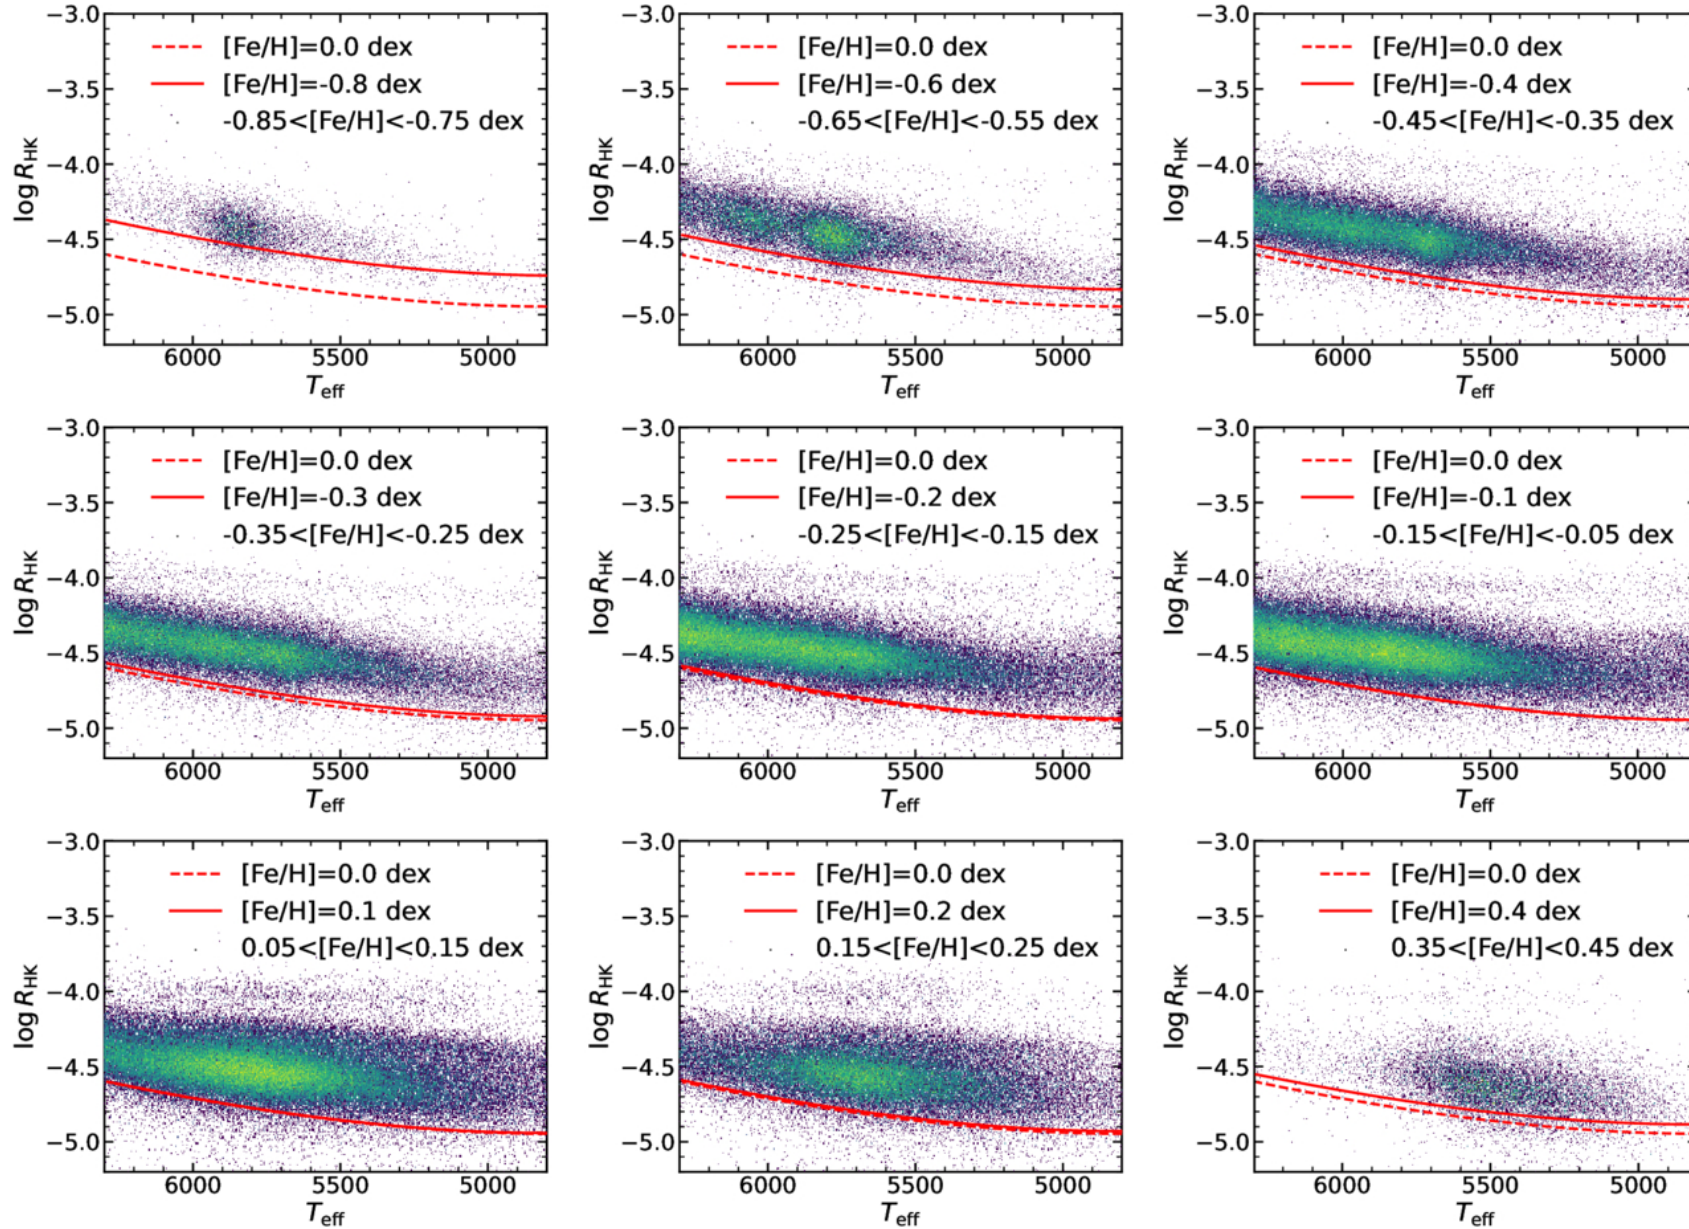 −3.0
[Fe/H]=0.0 dex
[Fe/H]=-0.8 dex
-0.85<[Fe/H]<-0.75 dex
−3.5
−4.0
−4.5
−5.0
log R_HK
6000 5500 5000
T_eff
−3.0
[Fe/H]=0.0 dex
[Fe/H]=-0.6 dex
-0.65<[Fe/H]<-0.55 dex
−3.5
−4.0
−4.5
−5.0
log R_HK
6000 5500 5000
T_eff
−3.0
[Fe/H]=0.0 dex
[Fe/H]=-0.4 dex
-0.45<[Fe/H]<-0.35 dex
−3.5
−4.0
−4.5
−5.0
log R_HK
6000 5500 5000
T_eff
−3.0
[Fe/H]=0.0 dex
[Fe/H]=-0.3 dex
-0.35<[Fe/H]<-0.25 dex
−3.5
−4.0
−4.5
−5.0
log R_HK
6000 5500 5000
T_eff
−3.0
[Fe/H]=0.0 dex
[Fe/H]=-0.2 dex
-0.25<[Fe/H]<-0.15 dex
−3.5
−4.0
−4.5
−5.0
log R_HK
6000 5500 5000
T_eff
−3.0
[Fe/H]=0.0 dex
[Fe/H]=-0.1 dex
-0.15<[Fe/H]<-0.05 dex
−3.5
−4.0
−4.5
−5.0
log R_HK
6000 5500 5000
T_eff
−3.0
[Fe/H]=0.0 dex
[Fe/H]=0.1 dex
0.05<[Fe/H]<0.15 dex
−3.5
−4.0
−4.5
−5.0
log R_HK
6000 5500 5000
T_eff
−3.0
[Fe/H]=0.0 dex
[Fe/H]=0.2 dex
0.15<[Fe/H]<0.25 dex
−3.5
−4.0
−4.5
−5.0
log R_HK
6000 5500 5000
T_eff
−3.0
[Fe/H]=0.0 dex
[Fe/H]=0.4 dex
0.35<[Fe/H]<0.45 dex
−3.5
−4.0
−4.5
−5.0
log R_HK
6000 5500 5000
T_eff